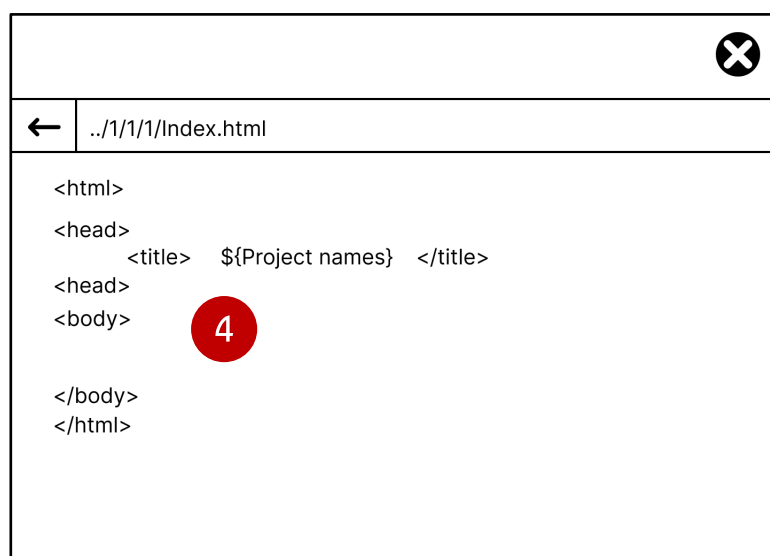 ../1/1/1/Index.html
<html>
<head>
<title> ${Project names} </title>
<head>
<body>
4
</body>
</html>